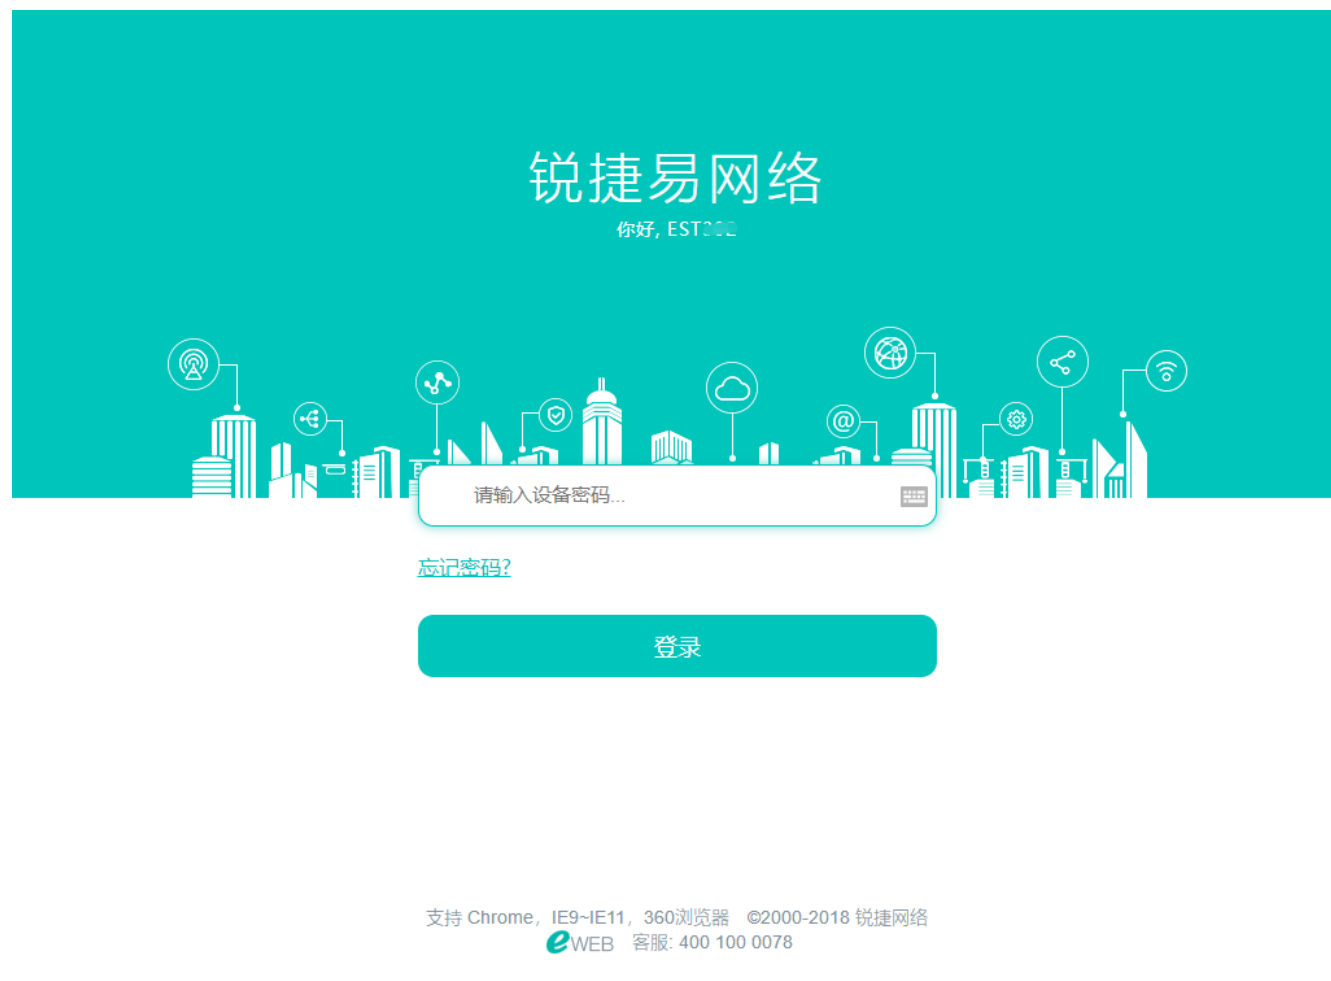 锐捷易网络
你好, EST
请输入设备密码...
忘记密码?
登录
支持 Chrome，IE9~IE11，360浏览器 ©2000-2018 锐捷网络
eWEB 客服: 400 100 0078